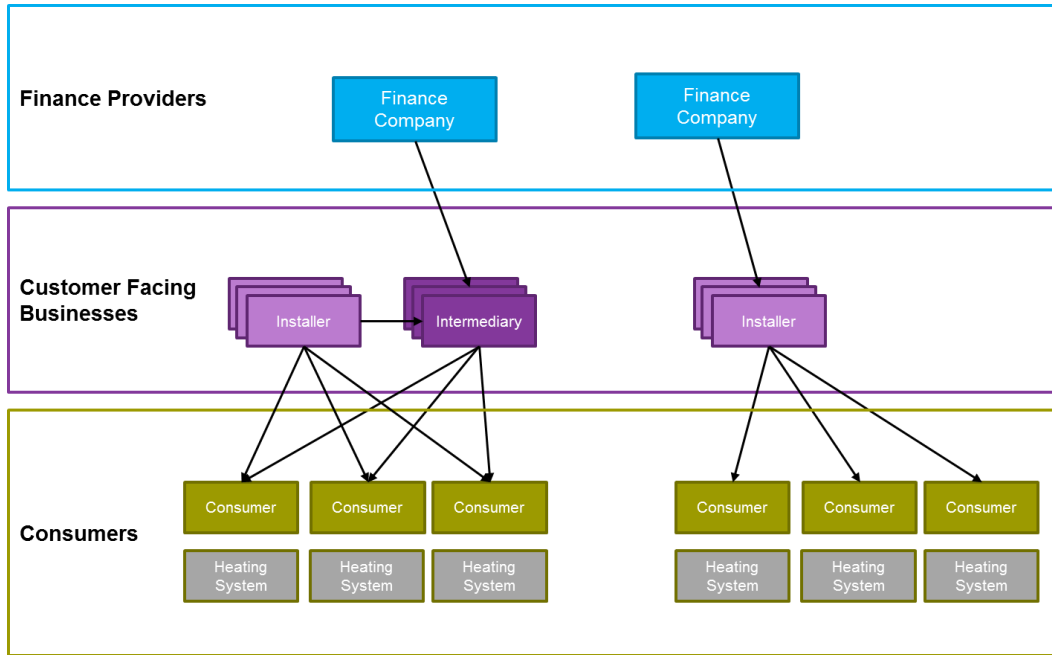 Finance Providers
Finance
Company
Finance
Company
Customer Facing
Businesses
Installer
Intermediary
Installer
Consumers
Consumer
Consumer
Consumer
Consumer
Consumer
Consumer
Heating
System
Heating
System
Heating
System
Heating
System
Heating
System
Heating
System